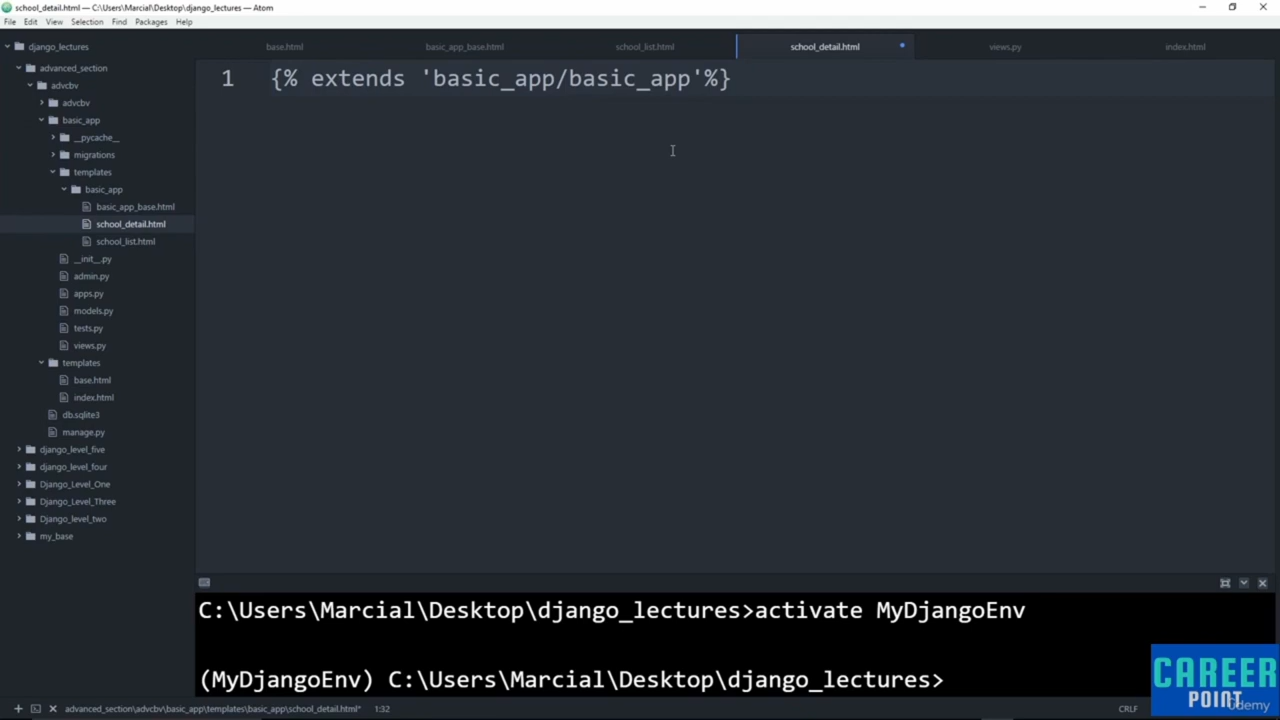 school_detail.html — C:\Users\Marcial\Desktop\django_lectures — Atom
File Edit View Selection Find Packages Help
django_lectures
advanced_section
advcbv
advcbv
basic_app
__pycache__
migrations
templates
basic_app
basic_app_base.html
school_detail.html
school_list.html
__init__.py
admin.py
apps.py
models.py
tests.py
views.py
templates
base.html
index.html
db.sqlite3
manage.py
django_level_five
django_level_four
Django_Level_One
Django_Level_Three
Django_level_two
my_base
base.html basic_app_base.html school_list.html school_detail.html views.py index.html
1 {% extends 'basic_app/basic_app'%}
C:\Users\Marcial\Desktop\django_lectures>activate MyDjangoEnv
(MyDjangoEnv) C:\Users\Marcial\Desktop\django_lectures>
advanced_section\advcbv\basic_app\templates\basic_app\school_detail.html* 1:32 CRLF
CAREER
POINT
Udemy